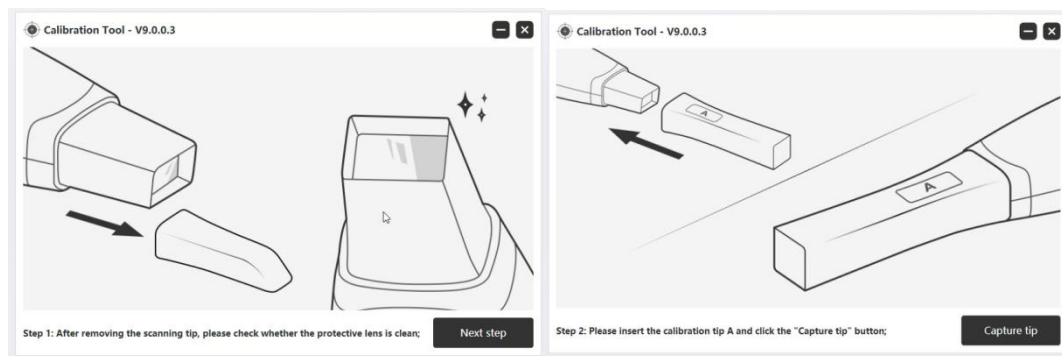 Calibration Tool - V9.0.0.3
Step 1: After removing the scanning tip, please check whether the protective lens is clean;
Next step
Calibration Tool - V9.0.0.3
A
A
Step 2: Please insert the calibration tip A and click the "Capture tip" button;
Capture tip